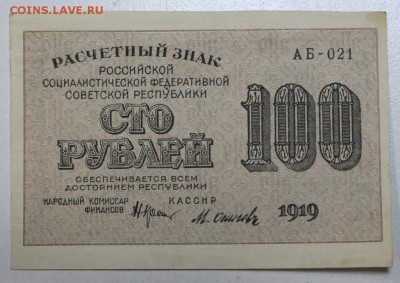 COINS.LAVE.RU
РАСЧЕТНЫЙ ЗНАК
РОССИЙСКОЙ
СОЦИАЛИСТИЧЕСКОЙ ФЕДЕРАТИВНОЙ
СОВЕТСКОЙ РЕСПУБЛИКИ
АБ-021
СТО
РУБЛЕЙ
100
ОБЕСПЕЧИВАЕТСЯ ВСЕМ
ДОСТОЯНИЕМ РЕСПУБЛИКИ
НАРОДНЫЙ КОМИССАР
ФИНАНСОВ
КАССИР
1919